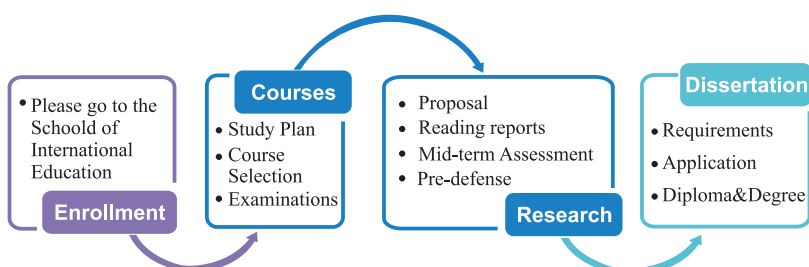 • Please go to the
Schoold of
International
Education
Enrollment
Courses
• Study Plan
• Course
Selection
• Examinations
• Proposal
• Reading reports
• Mid-term Assessment
• Pre-defense
Research
Dissertation
• Requirements
• Application
• Diploma&Degree